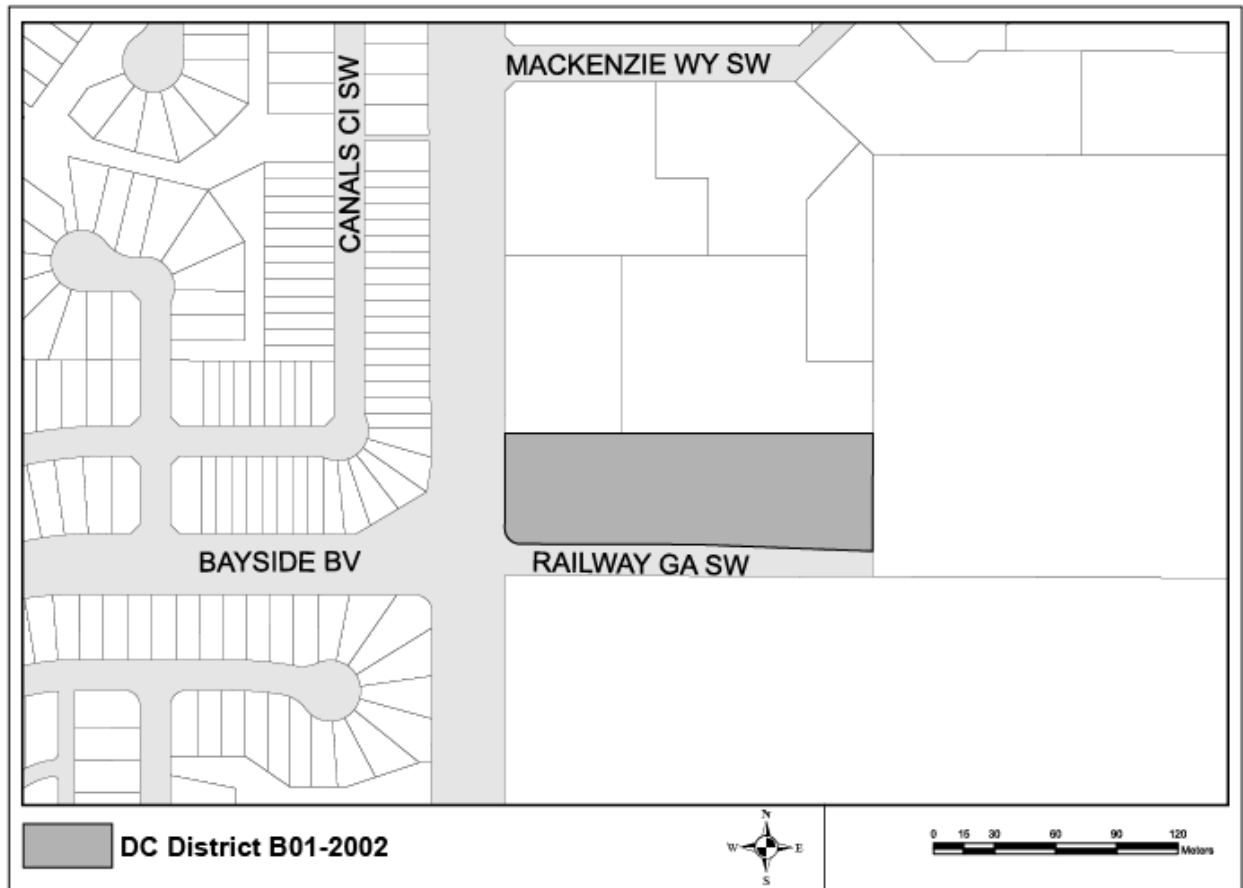 MACKENZIE WY SW
CANALS CI SW
BAYSIDE BV
RAILWAY GA SW
DC District B01-2002
N
W E
S
0 15 30 60 90 120
Meters